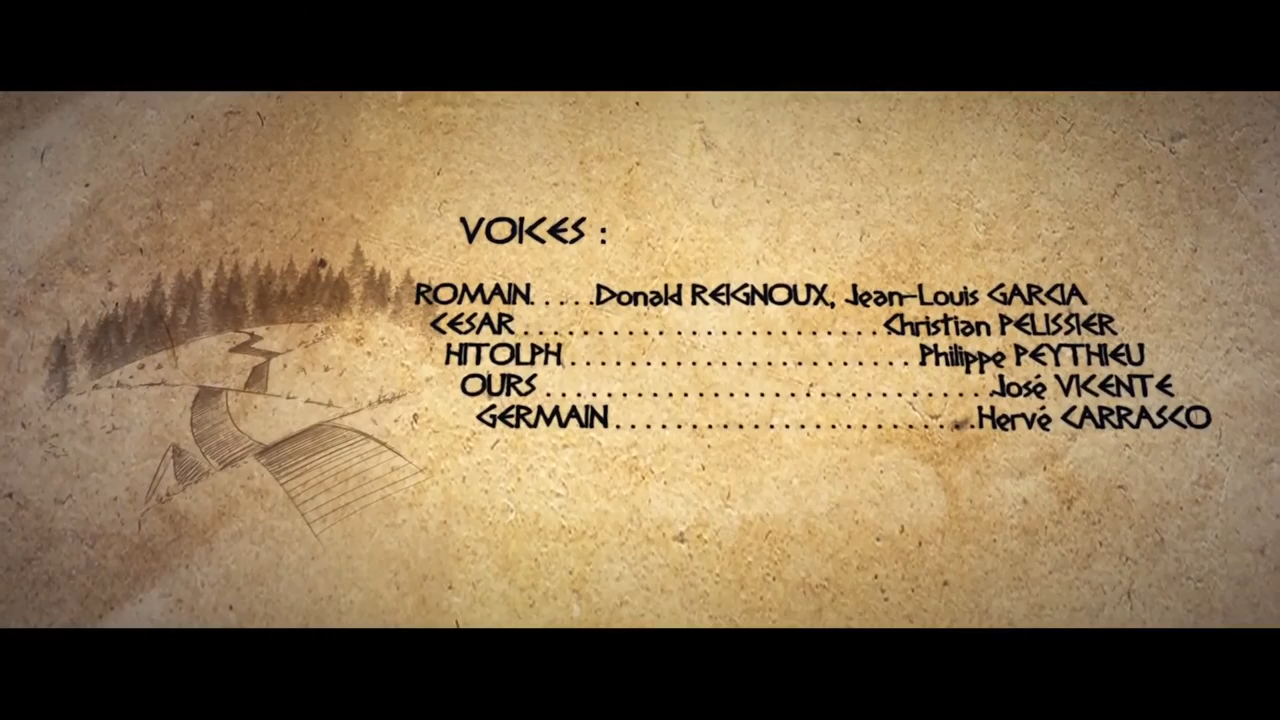 VOICES :
ROMAIN. . . . .Donald REIGNOUX, Jean-Louis GARCIA
CESAR . . . . . . . . . . . . . . . . . . . . . . . . . . . .Christian PELISSIER
HITOLPH . . . . . . . . . . . . . . . . . . . . . . . . . . .Philippe PEYTHIEU
OURS . . . . . . . . . . . . . . . . . . . . . . . . . . . . . . . . . . .José VICENTE
GERMAIN . . . . . . . . . . . . . . . . . . . . . . . . . . . . .Hervé CARRASCO